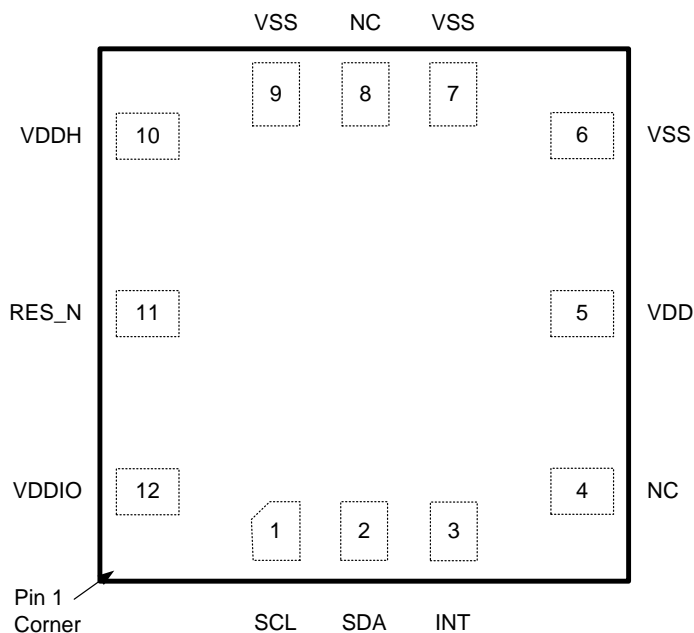 VSS NC VSS
9 8 7
VDDH 10 6 VSS
RES_N 11 5 VDD
VDDIO 12 4 NC
1 2 3
Pin 1
Corner
SCL SDA INT